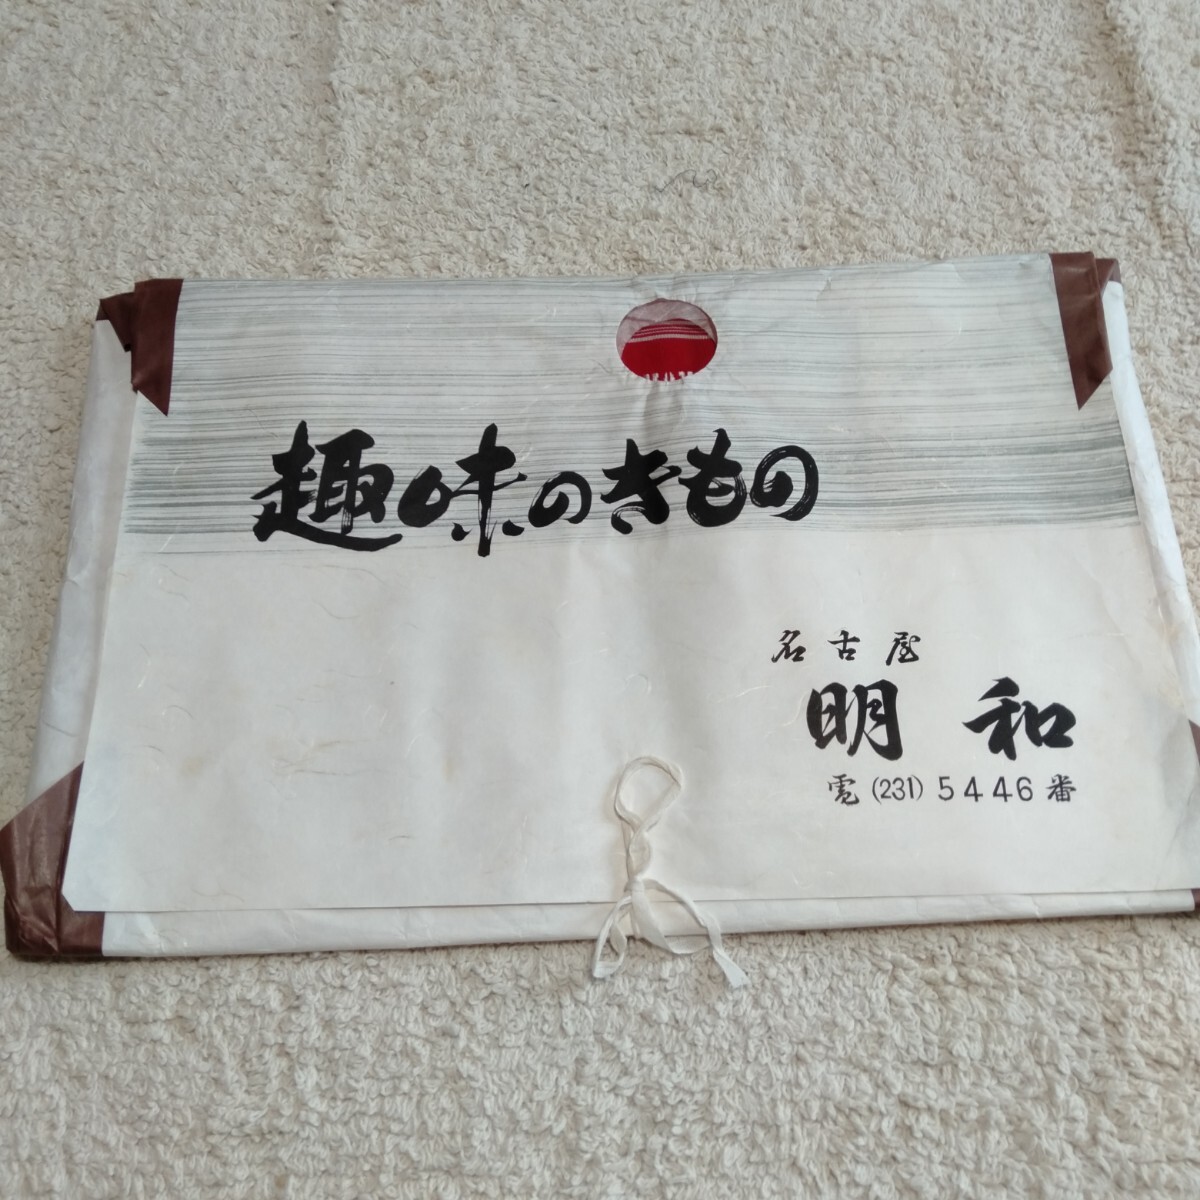 趣味のきもの
名古屋
明和
電(231)5446番